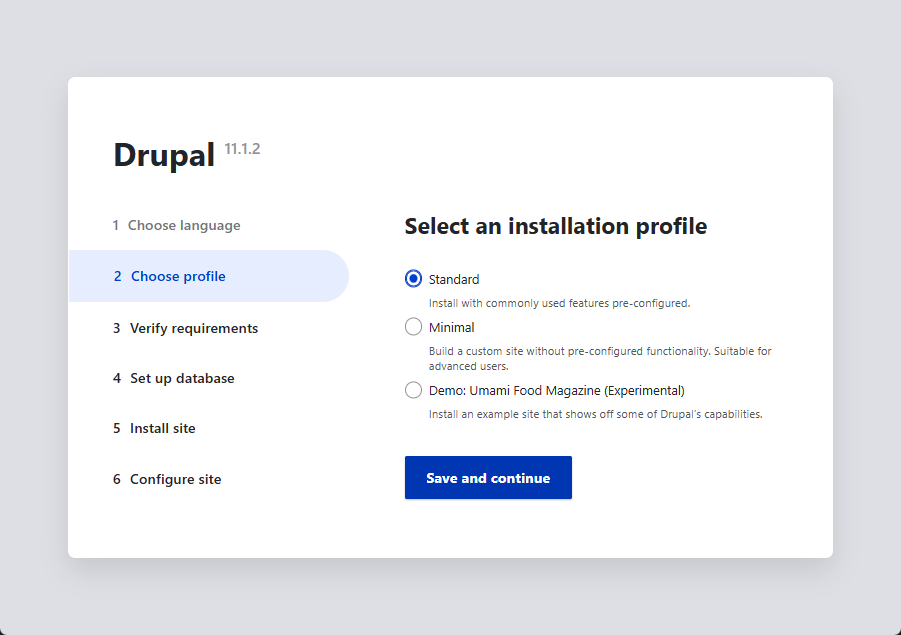 Drupal 11.1.2
1 Choose language
2 Choose profile
3 Verify requirements
4 Set up database
5 Install site
6 Configure site
Select an installation profile
Standard
Install with commonly used features pre-configured.
Minimal
Build a custom site without pre-configured functionality. Suitable for
advanced users.
Demo: Umami Food Magazine (Experimental)
Install an example site that shows off some of Drupal's capabilities.
Save and continue